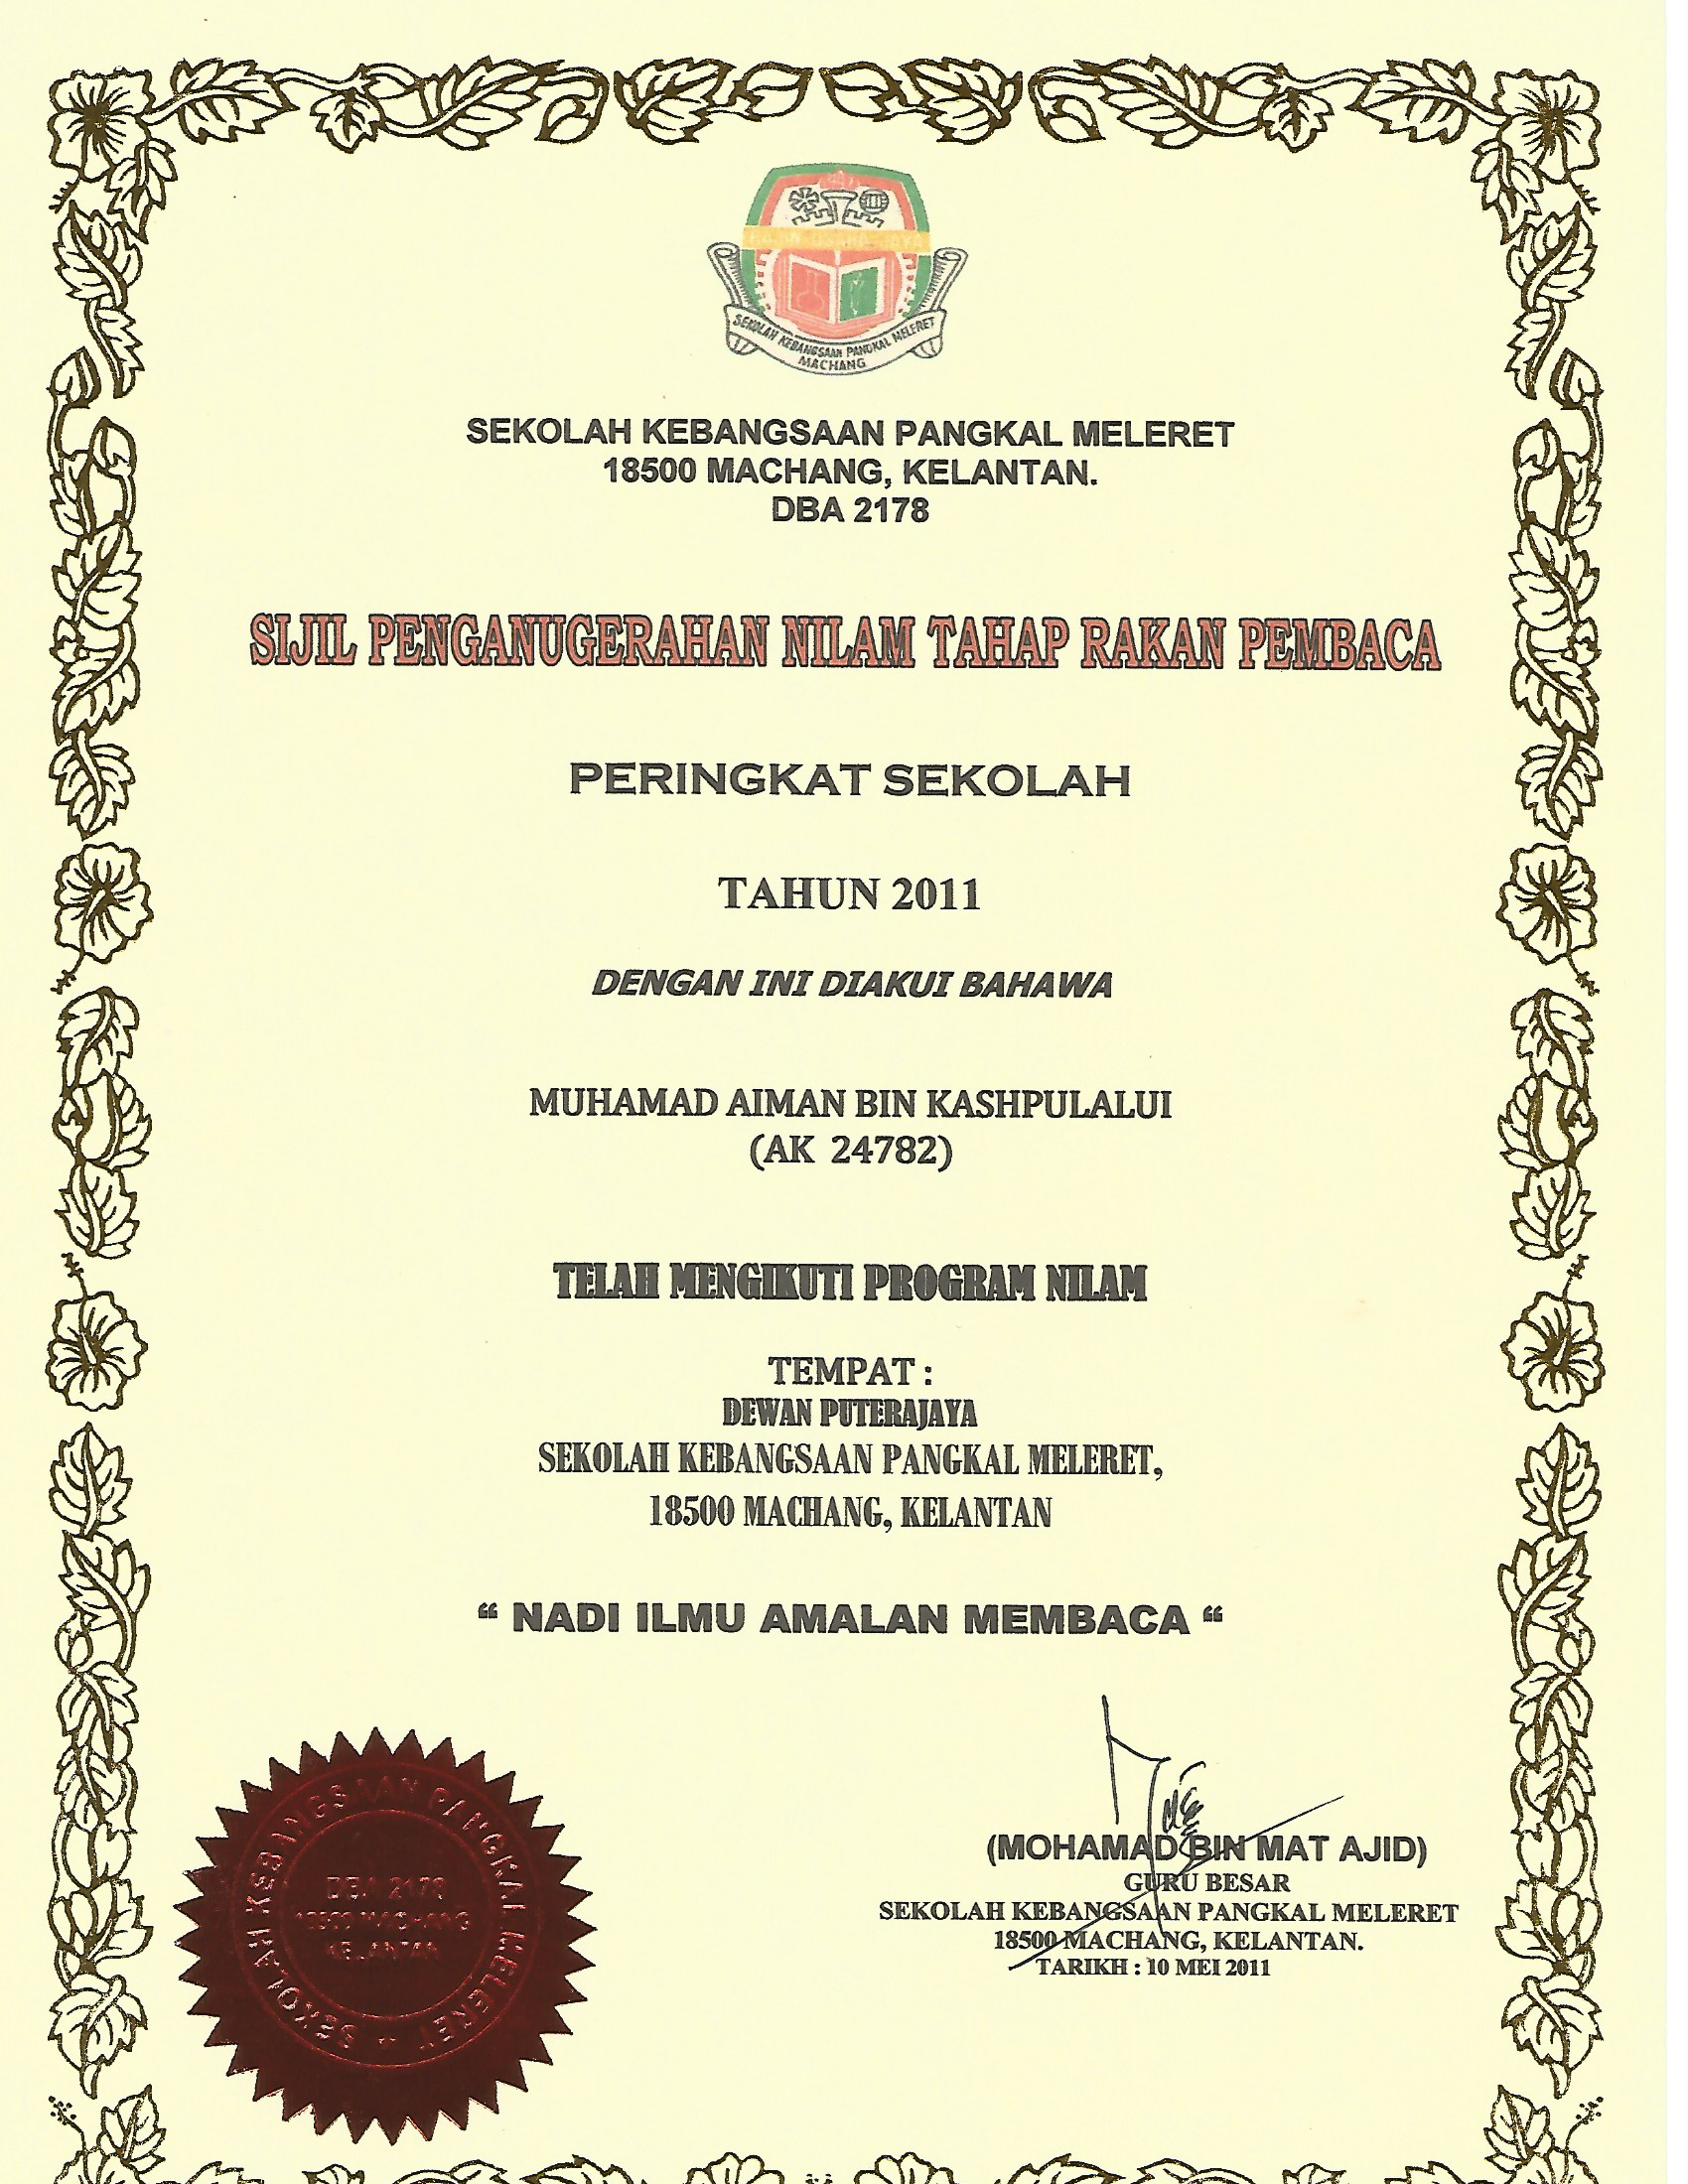 RAJIN USAHA JAYA
SEKOLAH KEBANGSAAN PANGKAL MELERET
MACHANG
SEKOLAH KEBANGSAAN PANGKAL MELERET
18500 MACHANG, KELANTAN.
DBA 2178
SIJIL PENGANUGERAHAN NILAM TAHAP RAKAN PEMBACA
PERINGKAT SEKOLAH
TAHUN 2011
DENGAN INI DIAKUI BAHAWA
MUHAMAD AIMAN BIN KASHPULALUI
(AK 24782)
TELAH MENGIKUTI PROGRAM NILAM
TEMPAT :
DEWAN PUTERAJAYA
SEKOLAH KEBANGSAAN PANGKAL MELERET,
18500 MACHANG, KELANTAN
“ NADI ILMU AMALAN MEMBACA “
SEKOLAH KEBANGSAAN PANGKAL MELERET
DBA 2178
18500 MACHANG
KELANTAN
(MOHAMAD BIN MAT AJID)
GURU BESAR
SEKOLAH KEBANGSAAN PANGKAL MELERET
18500 MACHANG, KELANTAN.
TARIKH : 10 MEI 2011